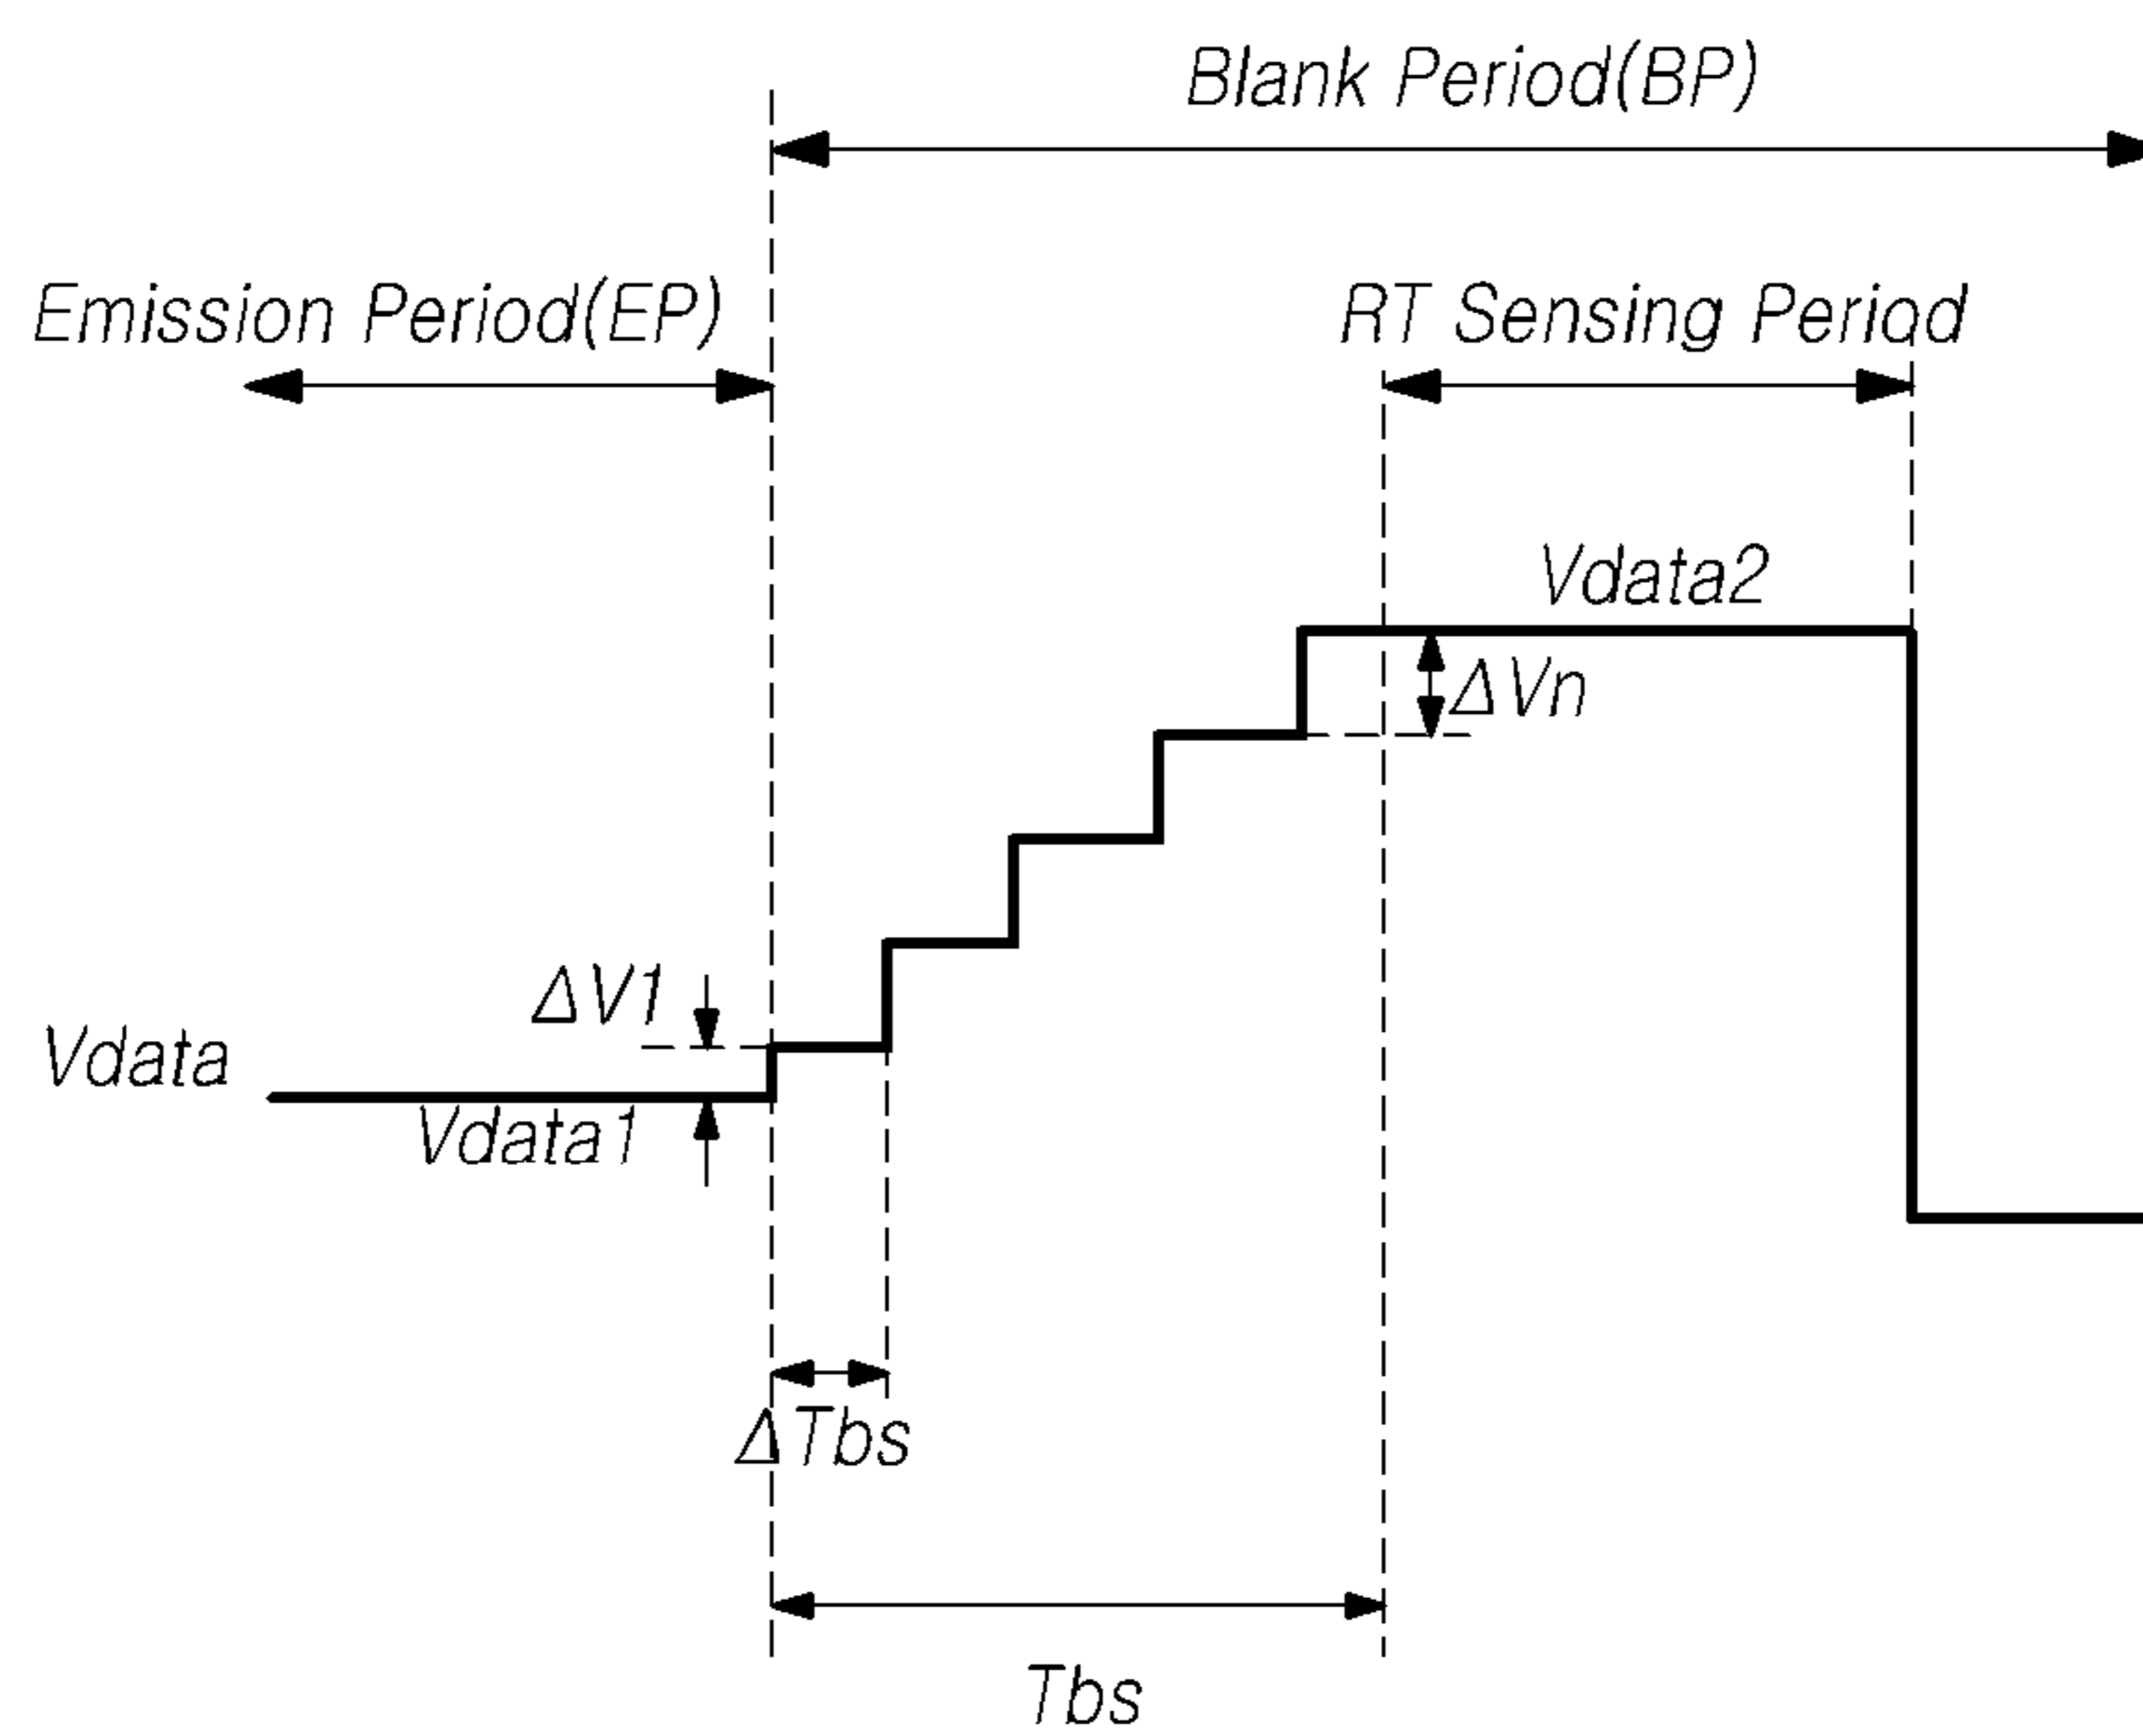 Blank Period(BP)
Emission Period(EP)
RT Sensing Period
Vdata2
ΔVn
ΔV1
Vdata
Vdata1
ΔTbs
Tbs